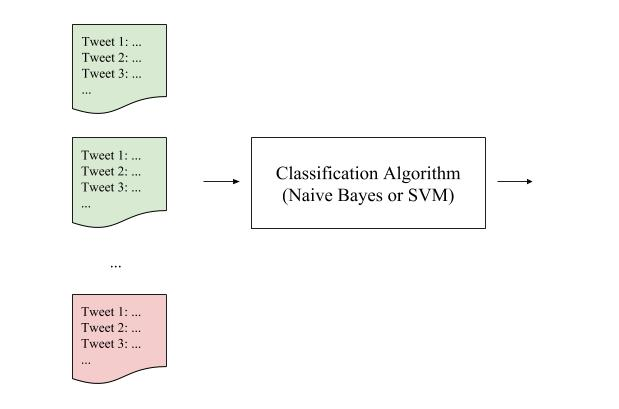 Tweet 1: ...
Tweet 2: ...
Tweet 3: ...
...
Tweet 1: ...
Tweet 2: ...
Tweet 3: ...
...
Classification Algorithm
(Naive Bayes or SVM)
...
Tweet 1: ...
Tweet 2: ...
Tweet 3: ...
...